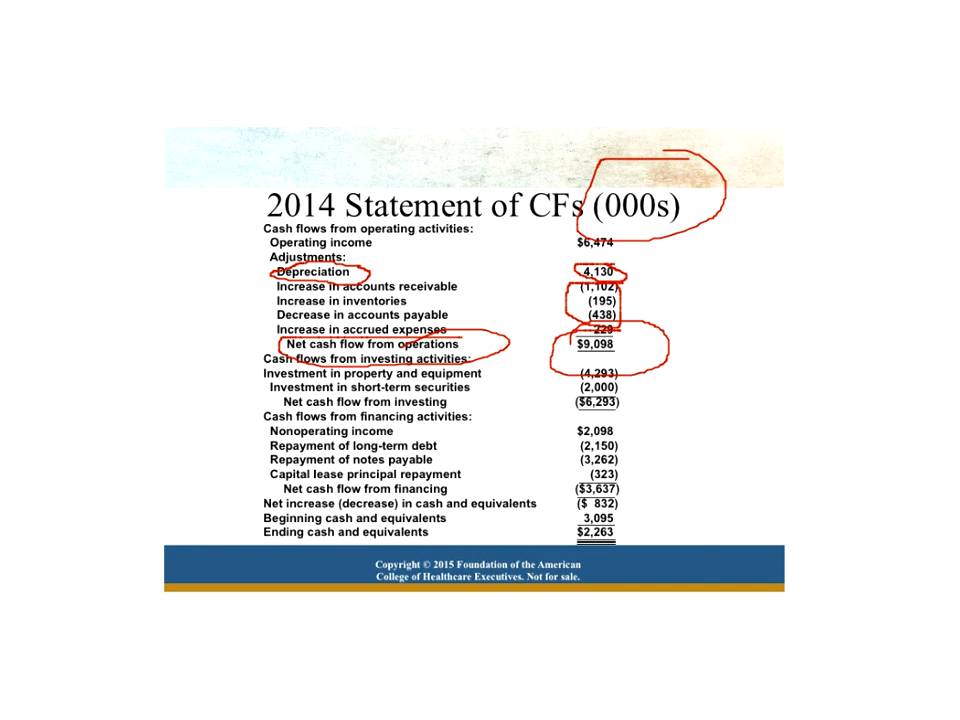 2014 Statement of CFs (000s)
Cash flows from operating activities:
Operating income $6,474
Adjustments:
Depreciation 4,130
Increase in accounts receivable (1,102)
Increase in inventories (195)
Decrease in accounts payable (438)
Increase in accrued expenses 229
Net cash flow from operations $9,098
Cash flows from investing activities:
Investment in property and equipment (4,293)
Investment in short-term securities (2,000)
Net cash flow from investing ($6,293)
Cash flows from financing activities:
Nonoperating income $2,098
Repayment of long-term debt (2,150)
Repayment of notes payable (3,262)
Capital lease principal repayment (323)
Net cash flow from financing ($3,637)
Net increase (decrease) in cash and equivalents ($ 832)
Beginning cash and equivalents 3,095
Ending cash and equivalents $2,263
Copyright © 2015 Foundation of the American
College of Healthcare Executives. Not for sale.